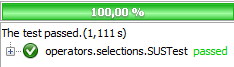 100,00 %
The test passed.(1,111 s)
operators.selections.SUSTest passed